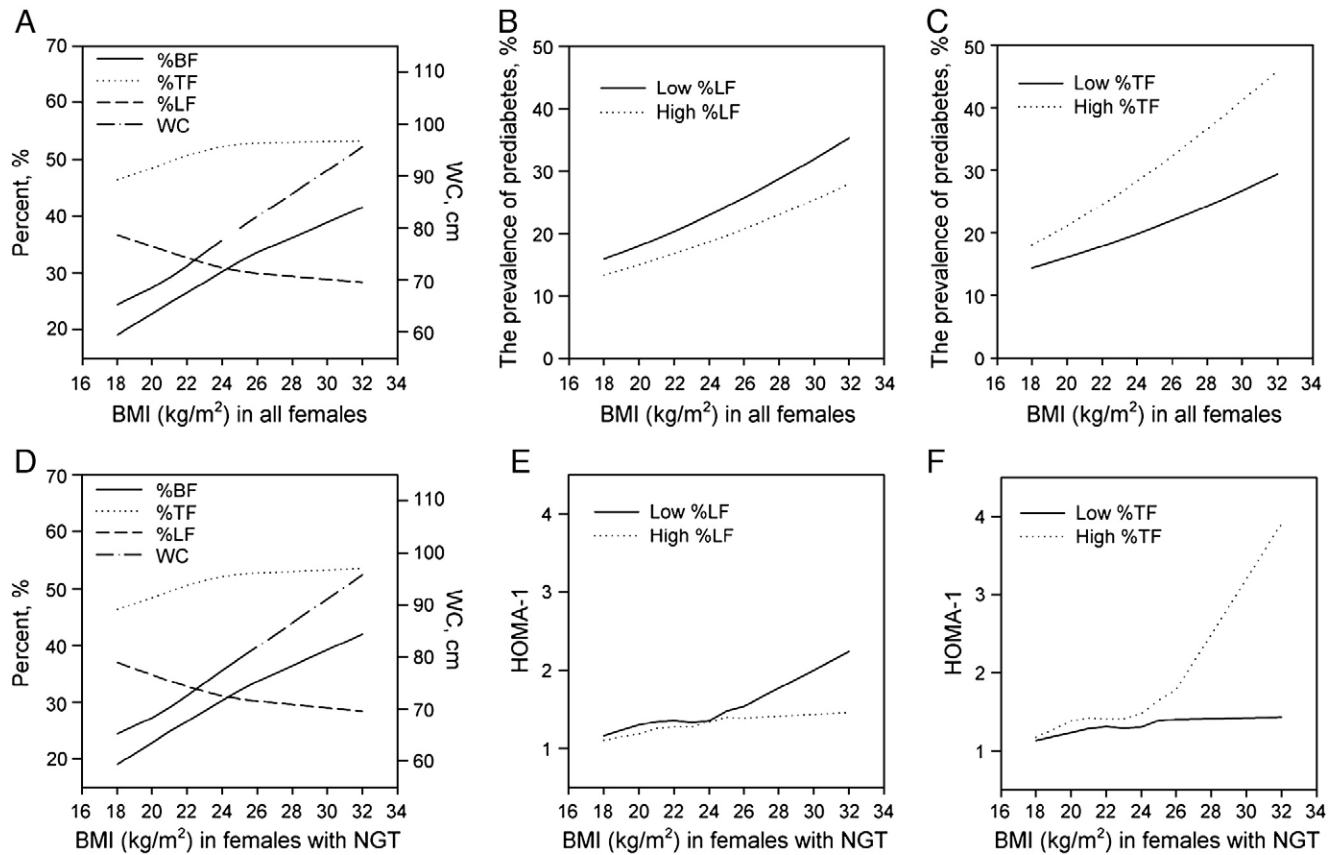 A
70
60
50
40
30
20
Percent, %
%BF
%TF
%LF
WC
110
100
90
80
70
60
WC, cm
16 18 20 22 24 26 28 30 32 34
BMI (kg/m²) in all females
B
50
40
30
20
10
0
The prevalence of prediabetes, %
Low %LF
High %LF
16 18 20 22 24 26 28 30 32 34
BMI (kg/m²) in all females
C
50
40
30
20
10
0
The prevalence of prediabetes, %
Low %TF
High %TF
16 18 20 22 24 26 28 30 32 34
BMI (kg/m²) in all females
D
70
60
50
40
30
20
Percent, %
%BF
%TF
%LF
WC
110
100
90
80
70
60
WC, cm
16 18 20 22 24 26 28 30 32 34
BMI (kg/m²) in females with NGT
E
4
3
2
1
HOMA-1
Low %LF
High %LF
16 18 20 22 24 26 28 30 32 34
BMI (kg/m²) in females with NGT
F
4
3
2
1
HOMA-1
Low %TF
High %TF
16 18 20 22 24 26 28 30 32 34
BMI (kg/m²) in females with NGT